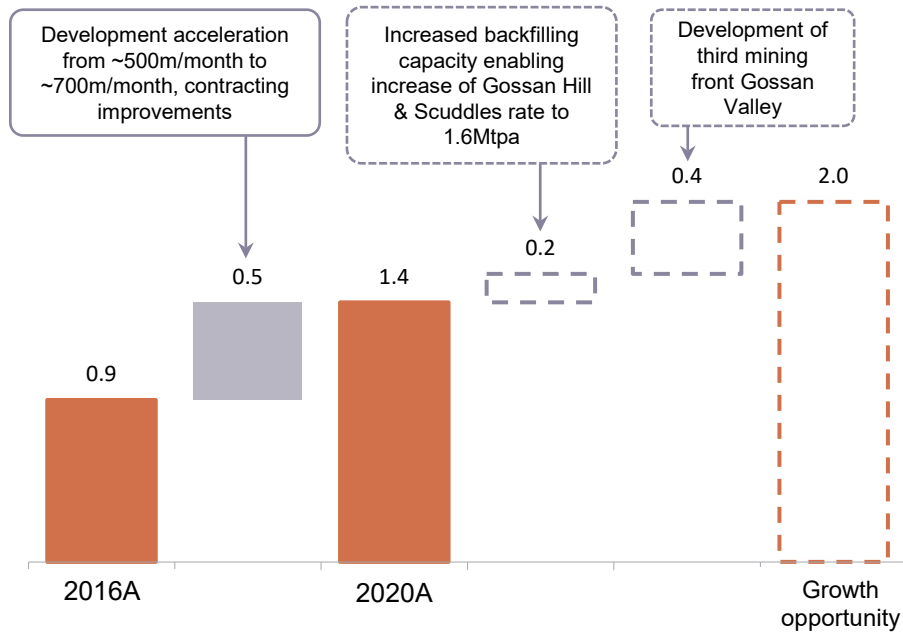 Development acceleration
from ~500m/month to
~700m/month, contracting
improvements
Increased backfilling
capacity enabling
increase of Gossan Hill
& Scuddles rate to
1.6Mtpa
Development of
third mining
front Gossan
Valley
0.9
0.5
1.4
0.2
0.4
2.0
2016A
2020A
Growth
opportunity